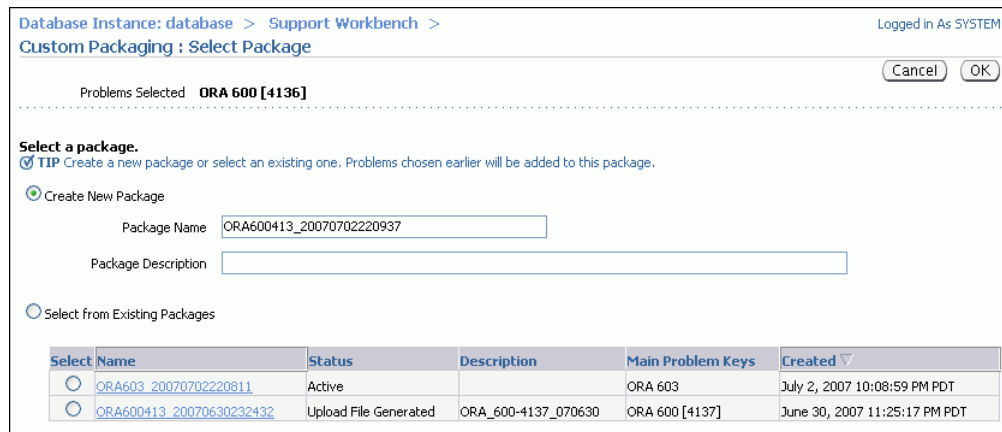 Database Instance: database > Support Workbench >
Logged in As SYSTEM
Custom Packaging : Select Package
Cancel OK
Problems Selected ORA 600 [4136]
Select a package.
TIP Create a new package or select an existing one. Problems chosen earlier will be added to this package.
Create New Package
Package Name ORA600413_20070702220937
Package Description
Select from Existing Packages
Select Name Status Description Main Problem Keys Created
ORA603_20070702220811 Active ORA 603 July 2, 2007 10:08:59 PM PDT
ORA600413_20070630232432 Upload File Generated ORA_600-4137_070630 ORA 600 [4137] June 30, 2007 11:25:17 PM PDT